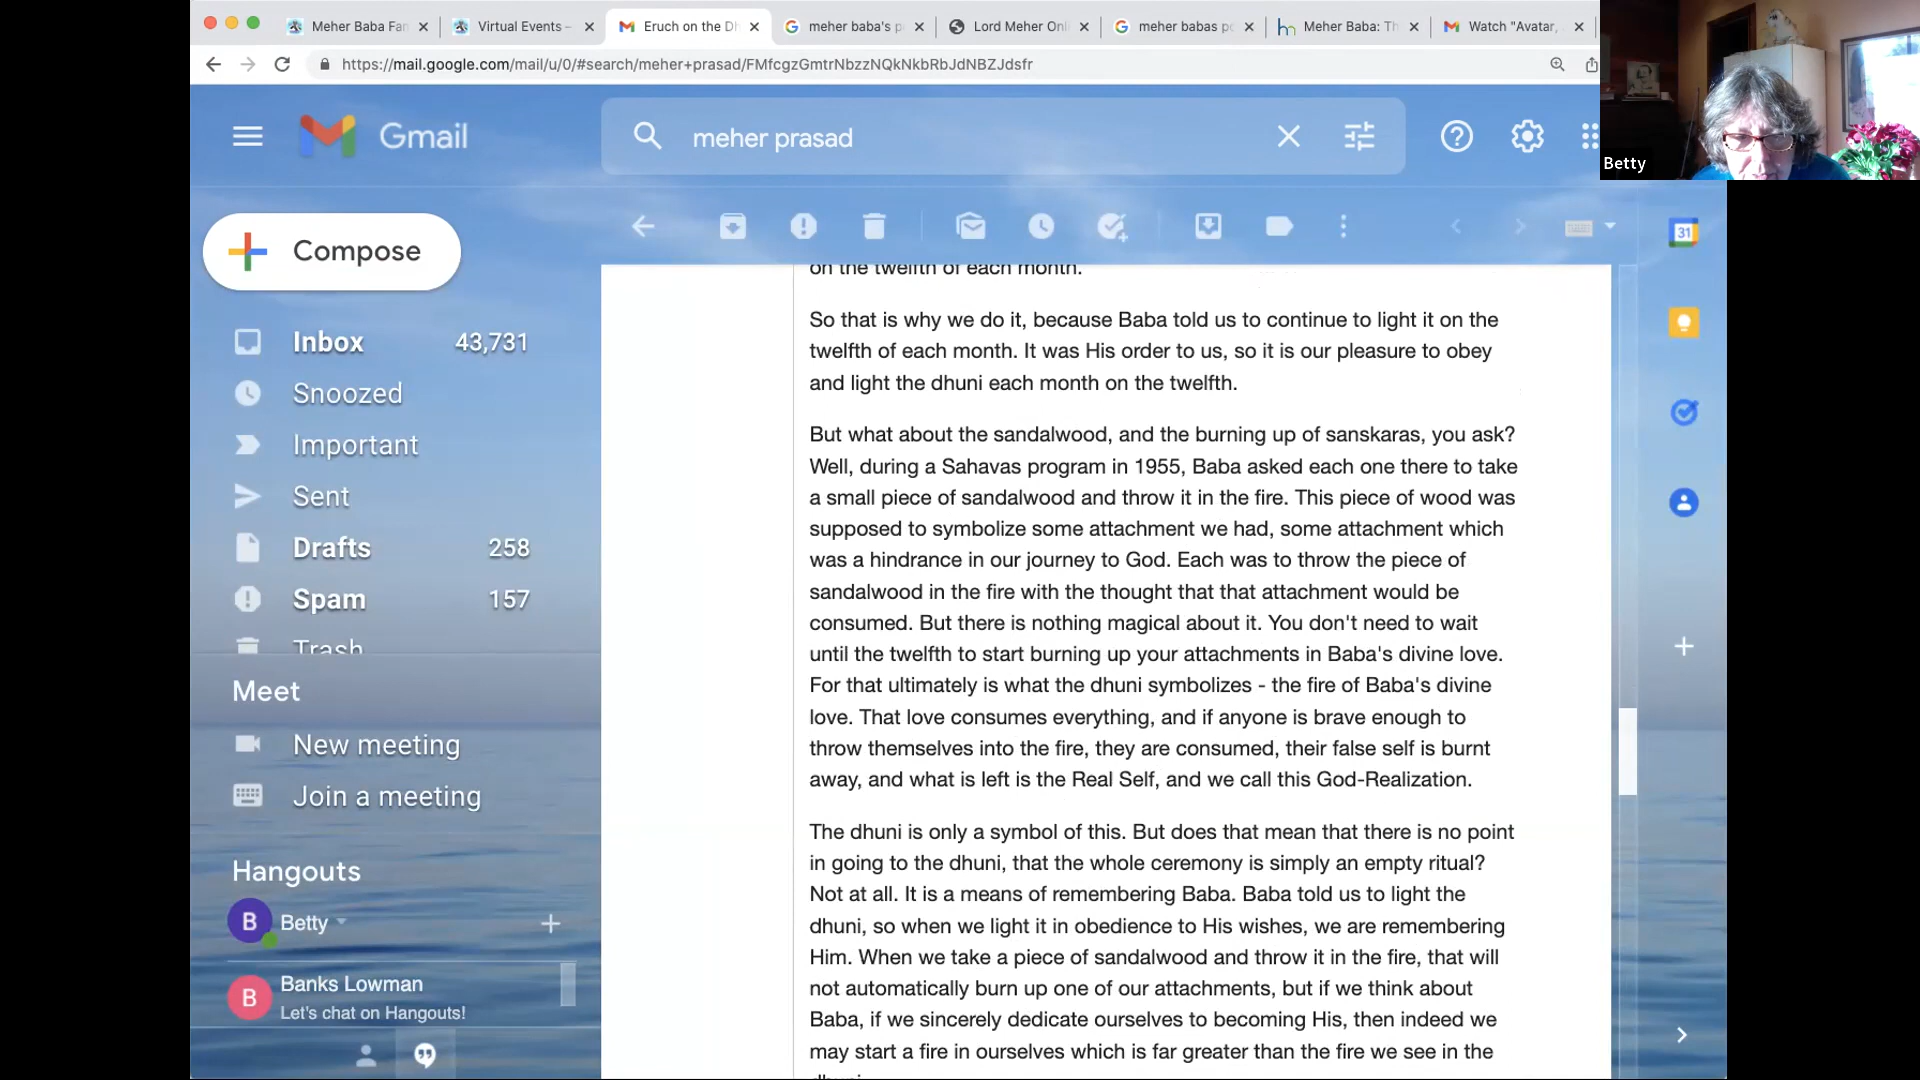 Meher Baba Fan
Virtual Events –
Eruch on the Dh
meher baba's p
Lord Meher Onl
meher babas po
Meher Baba: Th
Watch "Avatar,
https://mail.google.com/mail/u/0/#search/meher+prasad/FMfcgzGmtrNbzzNQkNkbRbJdNBZJdsfr
Betty
Gmail
meher prasad
Compose
31
Inbox 43,731
Snoozed
Important
Sent
Drafts 258
Spam 157
Trash
Meet
New meeting
Join a meeting
Hangouts
B Betty
B Banks Lowman
Let's chat on Hangouts!
on the twelfth of each month.
So that is why we do it, because Baba told us to continue to light it on the
twelfth of each month. It was His order to us, so it is our pleasure to obey
and light the dhuni each month on the twelfth.
But what about the sandalwood, and the burning up of sanskaras, you ask?
Well, during a Sahavas program in 1955, Baba asked each one there to take
a small piece of sandalwood and throw it in the fire. This piece of wood was
supposed to symbolize some attachment we had, some attachment which
was a hindrance in our journey to God. Each was to throw the piece of
sandalwood in the fire with the thought that that attachment would be
consumed. But there is nothing magical about it. You don't need to wait
until the twelfth to start burning up your attachments in Baba's divine love.
For that ultimately is what the dhuni symbolizes - the fire of Baba's divine
love. That love consumes everything, and if anyone is brave enough to
throw themselves into the fire, they are consumed, their false self is burnt
away, and what is left is the Real Self, and we call this God-Realization.
The dhuni is only a symbol of this. But does that mean that there is no point
in going to the dhuni, that the whole ceremony is simply an empty ritual?
Not at all. It is a means of remembering Baba. Baba told us to light the
dhuni, so when we light it in obedience to His wishes, we are remembering
Him. When we take a piece of sandalwood and throw it in the fire, that will
not automatically burn up one of our attachments, but if we think about
Baba, if we sincerely dedicate ourselves to becoming His, then indeed we
may start a fire in ourselves which is far greater than the fire we see in the